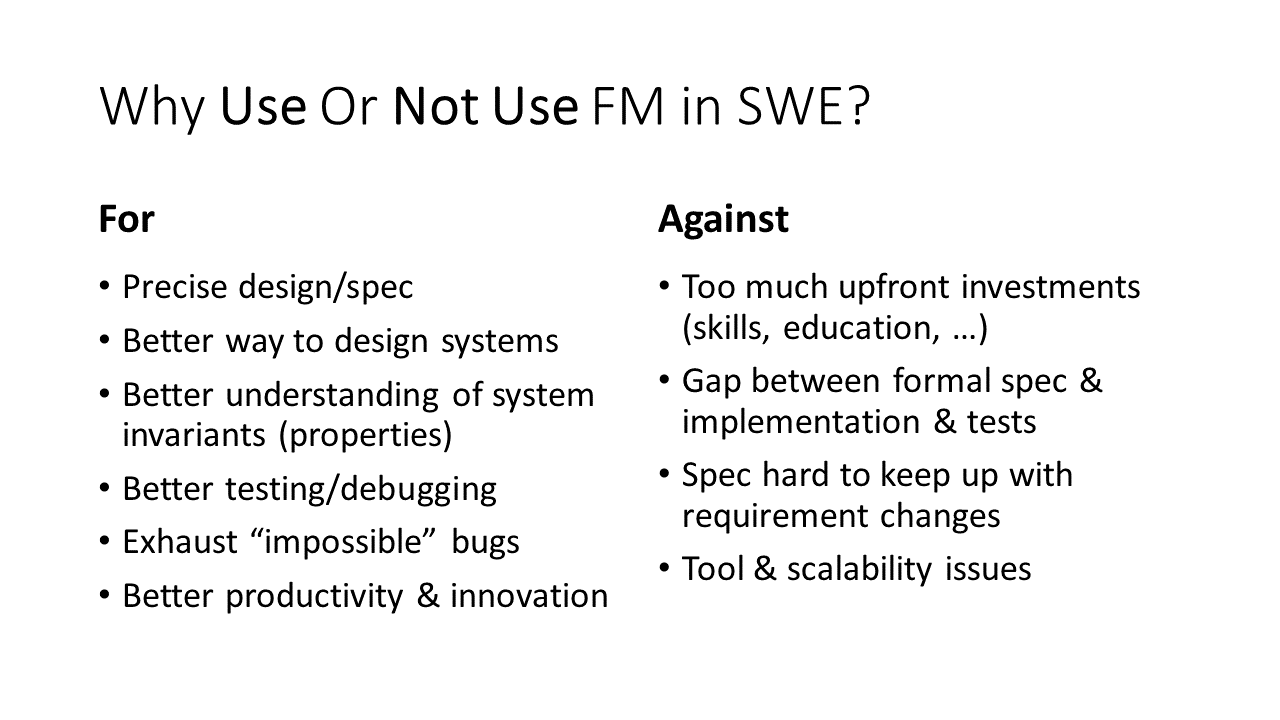 Why Use Or Not Use FM in SWE?
For
• Precise design/spec
• Better way to design systems
• Better understanding of system
invariants (properties)
• Better testing/debugging
• Exhaust “impossible” bugs
• Better productivity & innovation
Against
• Too much upfront investments
(skills, education, …)
• Gap between formal spec &
implementation & tests
• Spec hard to keep up with
requirement changes
• Tool & scalability issues